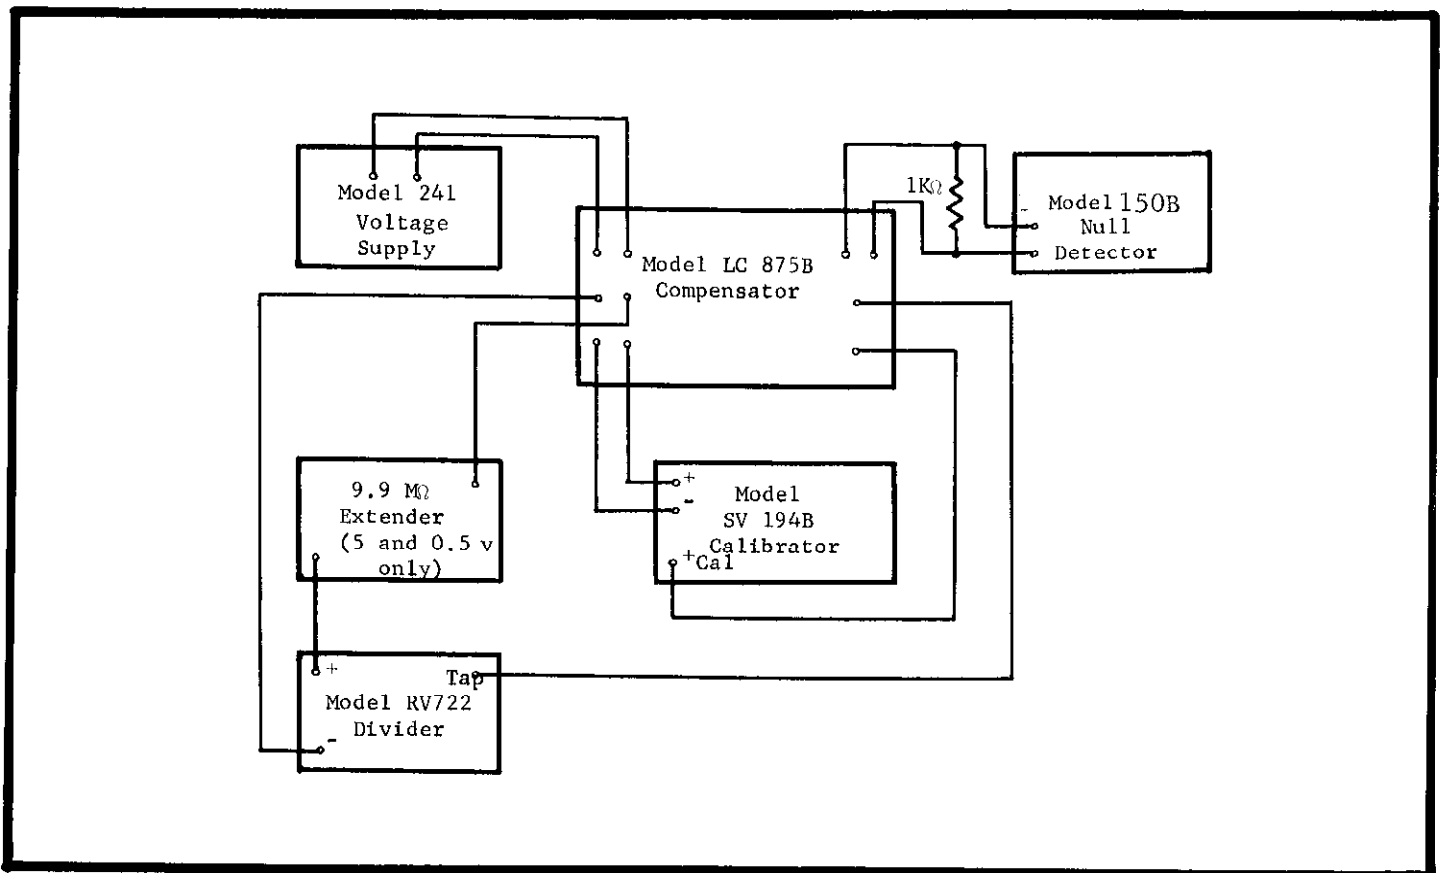 Model 241
Voltage
Supply
1KΩ
-
Model 150B
Null
Detector
Model LC 875B
Compensator
9.9 MΩ
Extender
(5 and 0.5 v
only)
+
-
Model
SV 194B
Calibrator
+Cal
+
Tap
Model RV722
Divider
-